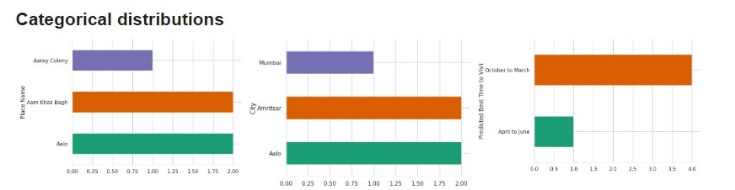 Categorical distributions
Place Name
Aamy Colony
Aam Khas Bagh
Aalo
0.00 0.25 0.50 0.75 1.00 1.25 1.50 1.75 2.00
City
Mumbai
Amritsar
Aalo
0.00 0.25 0.50 0.75 1.00 1.25 1.50 1.75 2.00
Predicted Best Time to Visit
October to March
April to June
0.0 0.5 1.0 1.5 2.0 2.5 3.0 3.5 4.0